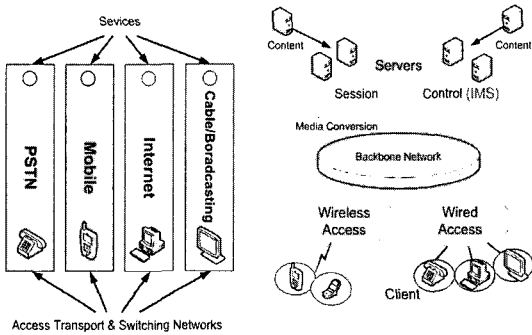 Sevices
PSTN
Mobile
Internet
Cable/Boradcasting
Access Transport & Switching Networks
Content
Content
Servers
Session
Control (IMS)
Media Conversion
Backbone Network
Wireless
Access
Wired
Access
Client